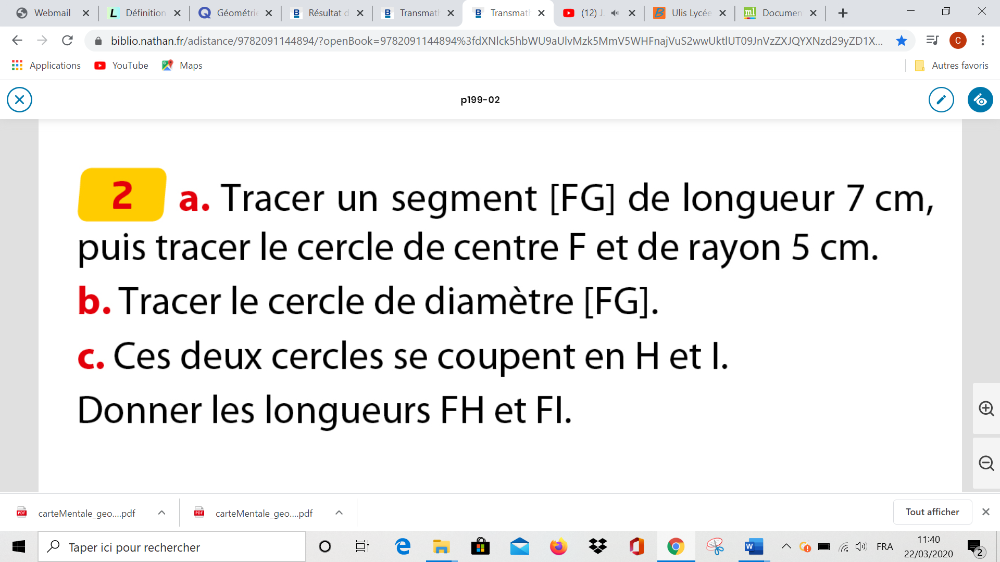 Webmail
Définition
Géométrie
Résultat d
Transmath
Transmath
(12) J
Ulis Lycée
Documen
biblio.nathan.fr/adistance/9782091144894/?openBook=9782091144894%3fdXNlck5hbWU9aUlvMzk5MmV5WHFnajVuS2wwUktlUT09JnVzZXJQYXNzd29yZD1X...
C
Applications
YouTube
Maps
Autres favoris
p199-02
2 a. Tracer un segment [FG] de longueur 7 cm,
puis tracer le cercle de centre F et de rayon 5 cm.
b. Tracer le cercle de diamètre [FG].
c. Ces deux cercles se coupent en H et I.
Donner les longueurs FH et FI.
carteMentale_geo....pdf
carteMentale_geo....pdf
Tout afficher
Taper ici pour rechercher
FRA
11:40
22/03/2020
2